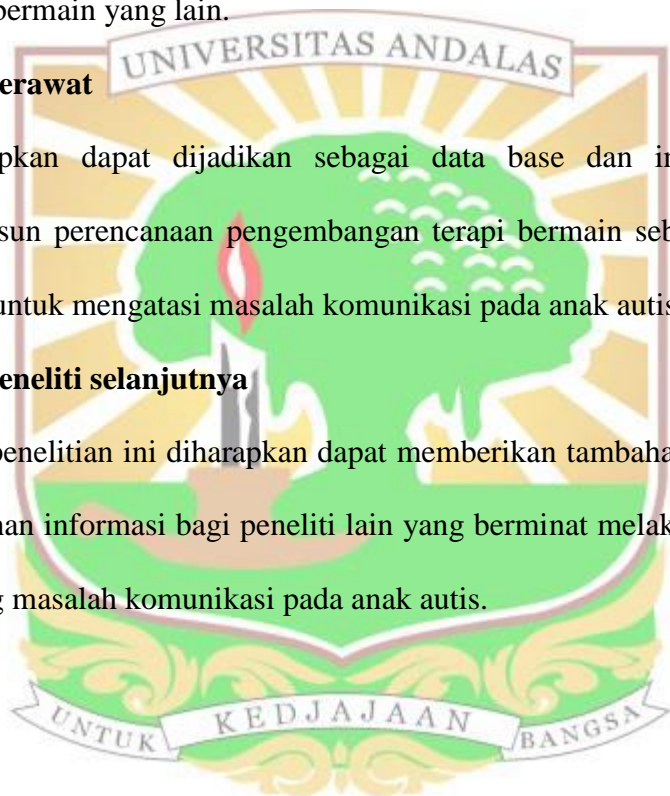 bermain yang lain.
UNIVERSITAS ANDALAS
erawat
pkan dapat dijadikan sebagai data base dan in
sun perencanaan pengembangan terapi bermain seb
untuk mengatasi masalah komunikasi pada anak autis
eneliti selanjutnya
penelitian ini diharapkan dapat memberikan tambaha
han informasi bagi peneliti lain yang berminat melak
g masalah komunikasi pada anak autis.
UNTUK KEDJAJAAN BANGSA